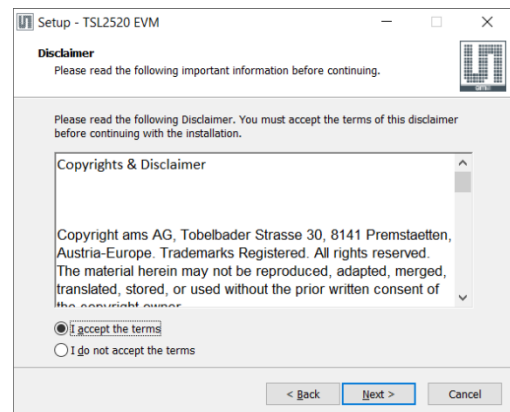 Setup - TSL2520 EVM
Disclaimer
Please read the following important information before continuing.
Please read the following Disclaimer. You must accept the terms of this disclaimer
before continuing with the installation.
Copyrights & Disclaimer
Copyright ams AG, Tobelbader Strasse 30, 8141 Premstaetten,
Austria-Europe. Trademarks Registered. All rights reserved.
The material herein may not be reproduced, adapted, merged,
translated, stored, or used without the prior written consent of
the copyright owner.
I accept the terms
I do not accept the terms
< Back
Next >
Cancel